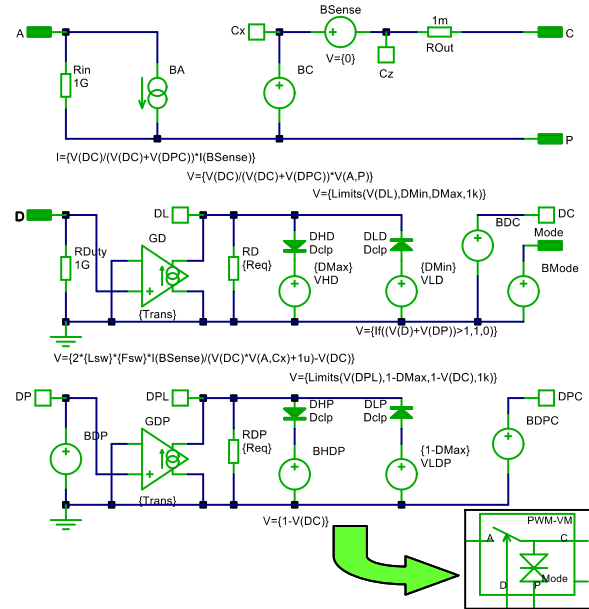 BSense
1m
A
Cx
C
ROut
V={0}
Cz
Rin
1G
BA
BC
P
I={V(DC)/(V(DC)+V(DPC))*I(BSense)}
V={V(DC)/(V(DC)+V(DPC))*V(A,P)}
V={Limits(V(DL),DMin,DMax,1k)}
D
DL
DC
BDC
Mode
GD
RDuty
1G
RD
{Req}
DHD
Dclp
DLD
Dclp
{DMax}
VHD
{DMin}
VLD
BMode
{Trans}
V={If((V(D)+V(DP))>1,1,0)}
V={2*{Lsw}*{Fsw}*I(BSense)/(V(DC)*V(A,Cx)+1u)-V(DC)}
V={Limits(V(DPL),1-DMax,1-V(DC),1k)}
DP
DPL
DPC
DHP
Dclp
DLP
Dclp
BDP
GDP
RDP
{Req}
BDPC
BHDP
{1-DMax}
VLDP
{Trans}
V={1-V(DC)}
PWM-VM
A
C
Mode
D
P